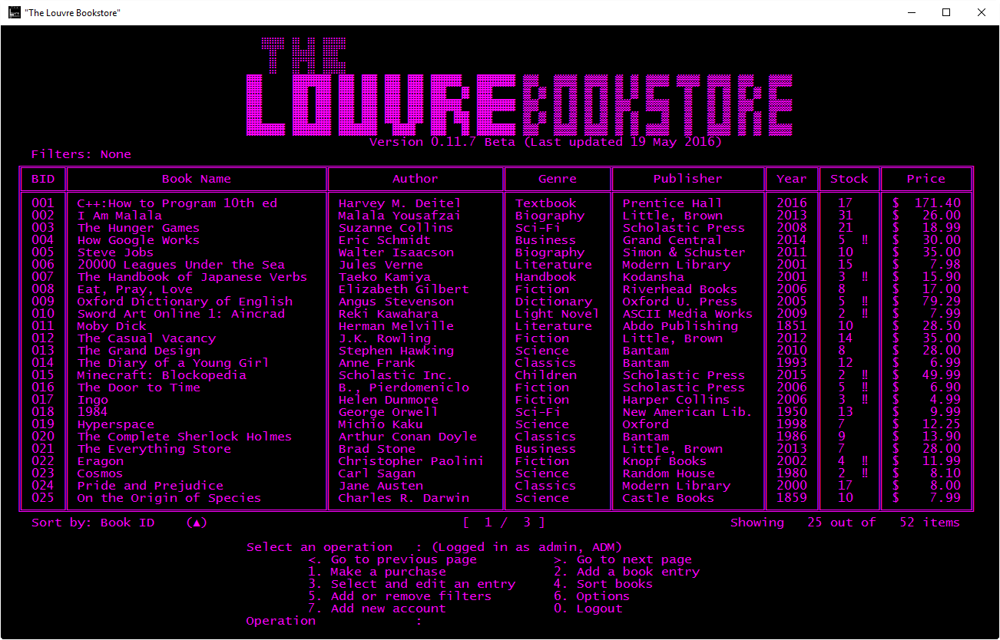 "The Louvre Bookstore"
THE
LOUVRE BOOKSTORE
Version 0.11.7 Beta (Last updated 19 May 2016)
Filters: None
BID Book Name Author Genre Publisher Year Stock Price
001 C++:How to Program 10th ed Harvey M. Deitel Textbook Prentice Hall 2016 17 $ 171.40
002 I Am Malala Malala Yousafzai Biography Little, Brown 2013 31 $ 26.00
003 The Hunger Games Suzanne Collins Sci-Fi Scholastic Press 2008 21 $ 18.99
004 How Google Works Eric Schmidt Business Grand Central 2014 5 ‼ $ 30.00
005 Steve Jobs Walter Isaacson Biography Simon & Schuster 2011 10 $ 35.00
006 20000 Leagues Under the Sea Jules Verne Literature Modern Library 2001 15 $ 7.98
007 The Handbook of Japanese Verbs Taeko Kamiya Handbook Kodansha 2001 3 ‼ $ 15.90
008 Eat, Pray, Love Elizabeth Gilbert Fiction Riverhead Books 2006 8 $ 17.00
009 Oxford Dictionary of English Angus Stevenson Dictionary Oxford U. Press 2005 5 ‼ $ 79.29
010 Sword Art Online 1: Aincrad Reki Kawahara Light Novel ASCII Media Works 2009 2 ‼ $ 7.99
011 Moby Dick Herman Melville Literature Abdo Publishing 1851 10 $ 28.50
012 The Casual Vacancy J.K. Rowling Fiction Little, Brown 2012 14 $ 35.00
013 The Grand Design Stephen Hawking Science Bantam 2010 8 $ 28.00
014 The Diary of a Young Girl Anne Frank Classics Bantam 1993 12 $ 6.99
015 Minecraft: Blockopedia Scholastic Inc. Children Scholastic Press 2015 2 ‼ $ 49.99
016 The Door to Time B., Pierdomeniclo Fiction Scholastic Press 2006 5 ‼ $ 6.90
017 Ingo Helen Dunmore Fiction Harper Collins 2006 3 ‼ $ 4.99
018 1984 George Orwell Sci-Fi New American Lib. 1950 13 $ 9.99
019 Hyperspace Michio Kaku Science Oxford 1998 7 $ 12.25
020 The Complete Sherlock Holmes Arthur Conan Doyle Classics Bantam 1986 9 $ 13.90
021 The Everything Store Brad Stone Business Little, Brown 2013 7 $ 28.00
022 Eragon Christopher Paolini Fiction Knopf Books 2002 4 ‼ $ 11.99
023 Cosmos Carl Sagan Science Random House 1980 2 ‼ $ 8.10
024 Pride and Prejudice Jane Austen Classics Modern Library 2000 17 $ 8.00
025 On the Origin of Species Charles R. Darwin Science Castle Books 1859 10 $ 7.99
Sort by: Book ID (▲) [ 1 / 3 ] Showing 25 out of 52 items
Select an operation : (Logged in as admin, ADM)
<. Go to previous page >. Go to next page
1. Make a purchase 2. Add a book entry
3. Select and edit an entry 4. Sort books
5. Add or remove filters 6. Options
7. Add new account 0. Logout
Operation :